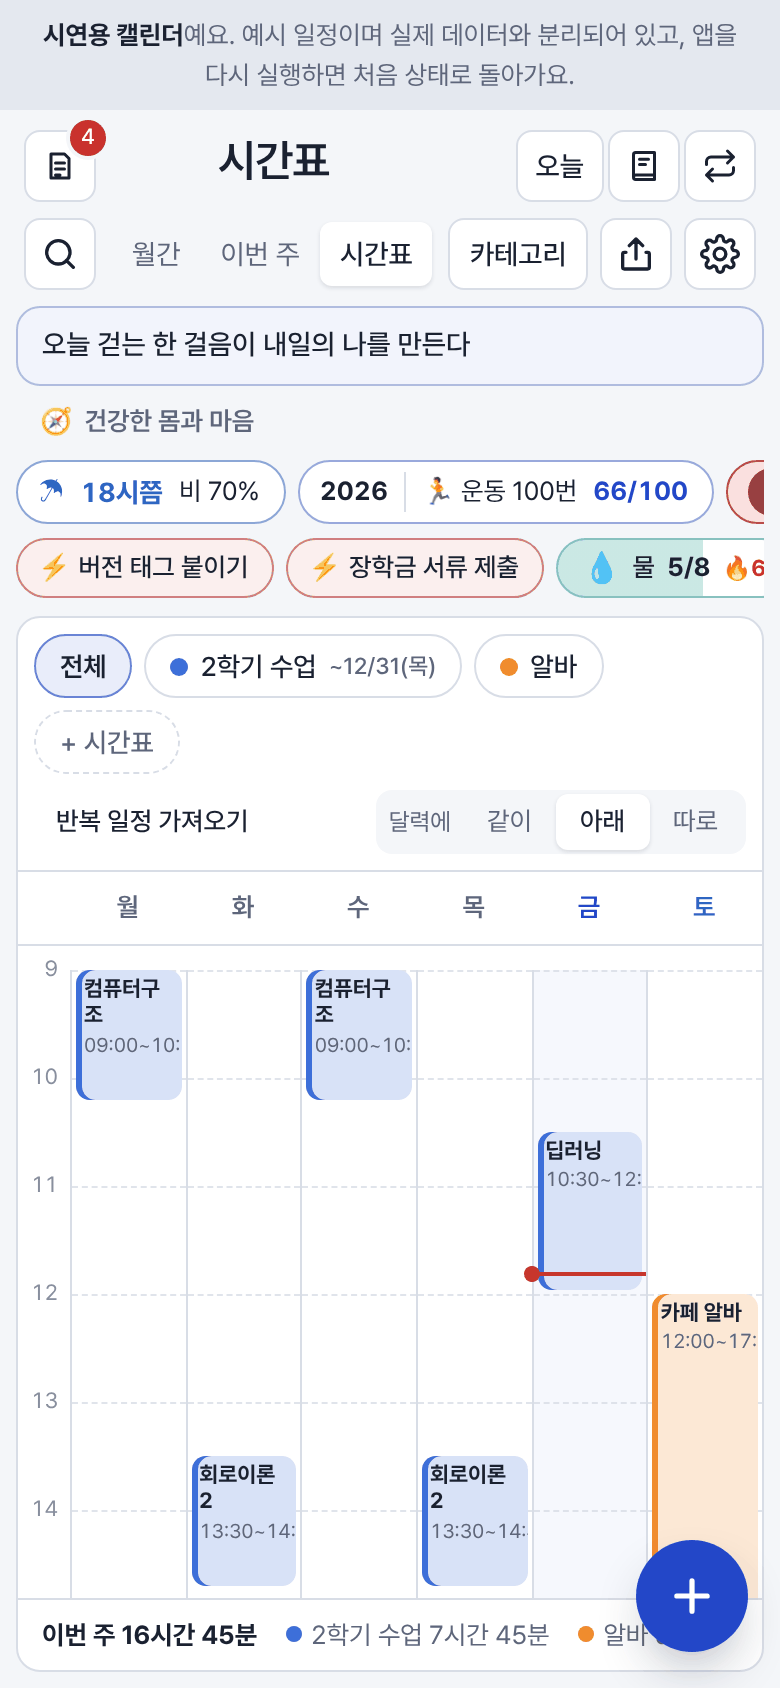 시연용 캘린더예요. 예시 일정이며 실제 데이터와 분리되어 있고, 앱을
다시 실행하면 처음 상태로 돌아가요.
4
시간표
오늘
월간 이번 주 시간표 카테고리
오늘 걷는 한 걸음이 내일의 나를 만든다
건강한 몸과 마음
18시쯤 비 70% 2026 운동 100번 66/100
버전 태그 붙이기 장학금 서류 제출 물 5/8 6
전체 2학기 수업 ~12/31(목) 알바
+ 시간표
반복 일정 가져오기 달력에 같이 아래 따로
월 화 수 목 금 토
9
컴퓨터구
조
09:00~10:
컴퓨터구
조
09:00~10:
10
딥러닝
10:30~12:
11
12
카페 알바
12:00~17:
13
회로이론
2
13:30~14:
회로이론
2
13:30~14:
14
이번 주 16시간 45분 2학기 수업 7시간 45분 알바